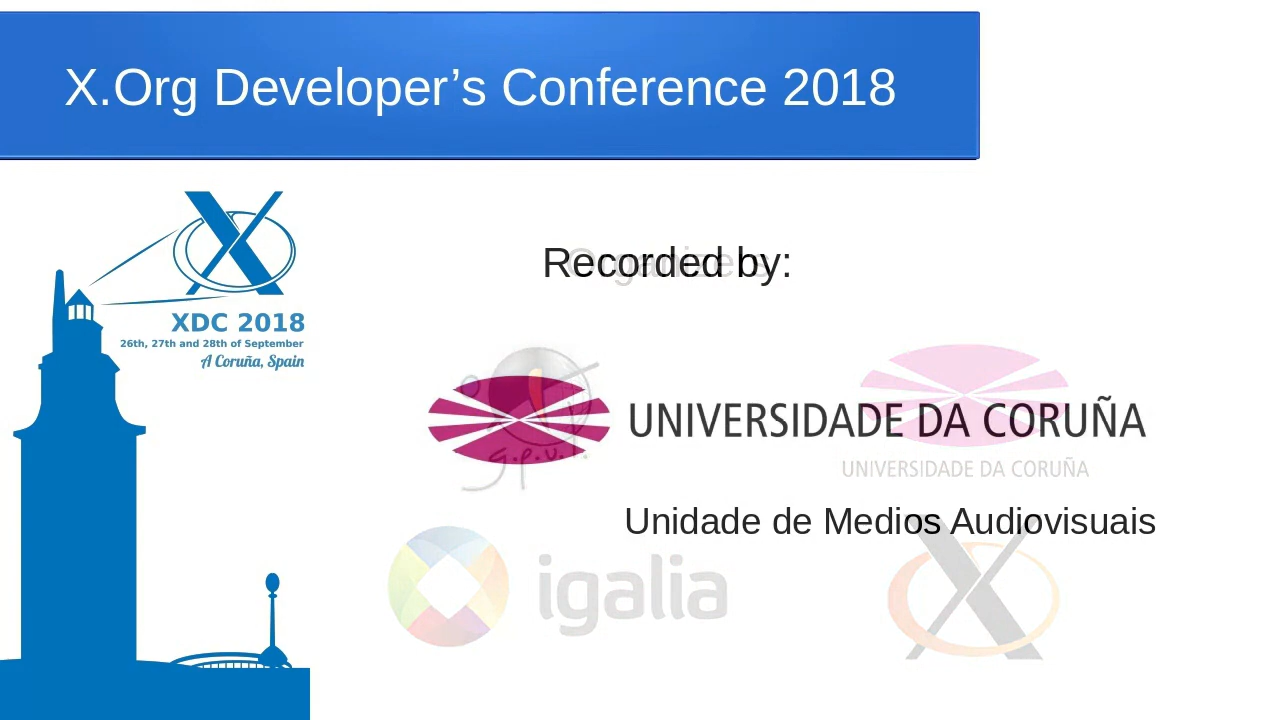 X.Org Developer’s Conference 2018
XDC 2018
26th, 27th and 28th of September
A Coruña, Spain
Recorded by:
UNIVERSIDADE DA CORUÑA
G.P.U.L.
UNIVERSIDADE DA CORUÑA
Unidade de Medios Audiovisuais
igalia